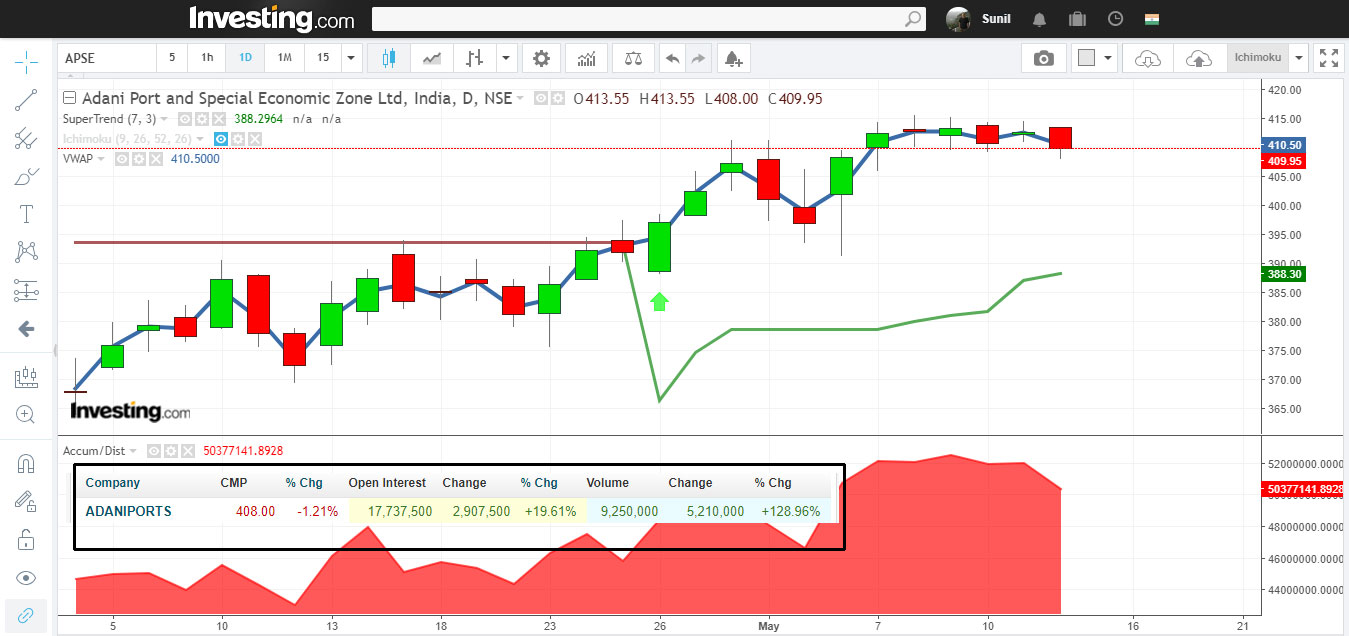 Investing.com
Sunil
APSE 5 1h 1D 1M 15 Ichimoku
Adani Port and Special Economic Zone Ltd, India, D, NSE O413.55 H413.55 L408.00 C409.95
SuperTrend (7, 3) 388.2964 n/a n/a
Ichimoku (9, 26, 52, 26)
VWAP 410.5000
420.00
415.00
410.50
409.95
405.00
400.00
395.00
390.00
388.30
385.00
380.00
375.00
370.00
365.00
Investing.com
Accum/Dist 50377141.8928
Company CMP % Chg Open Interest Change % Chg Volume Change % Chg
ADANIPORTS 408.00 -1.21% 17,737,500 2,907,500 +19.61% 9,250,000 5,210,000 +128.96%
52000000.0000
50377141.8928
48000000.0000
46000000.0000
44000000.0000
5 10 13 18 23 26 May 7 10 16 21